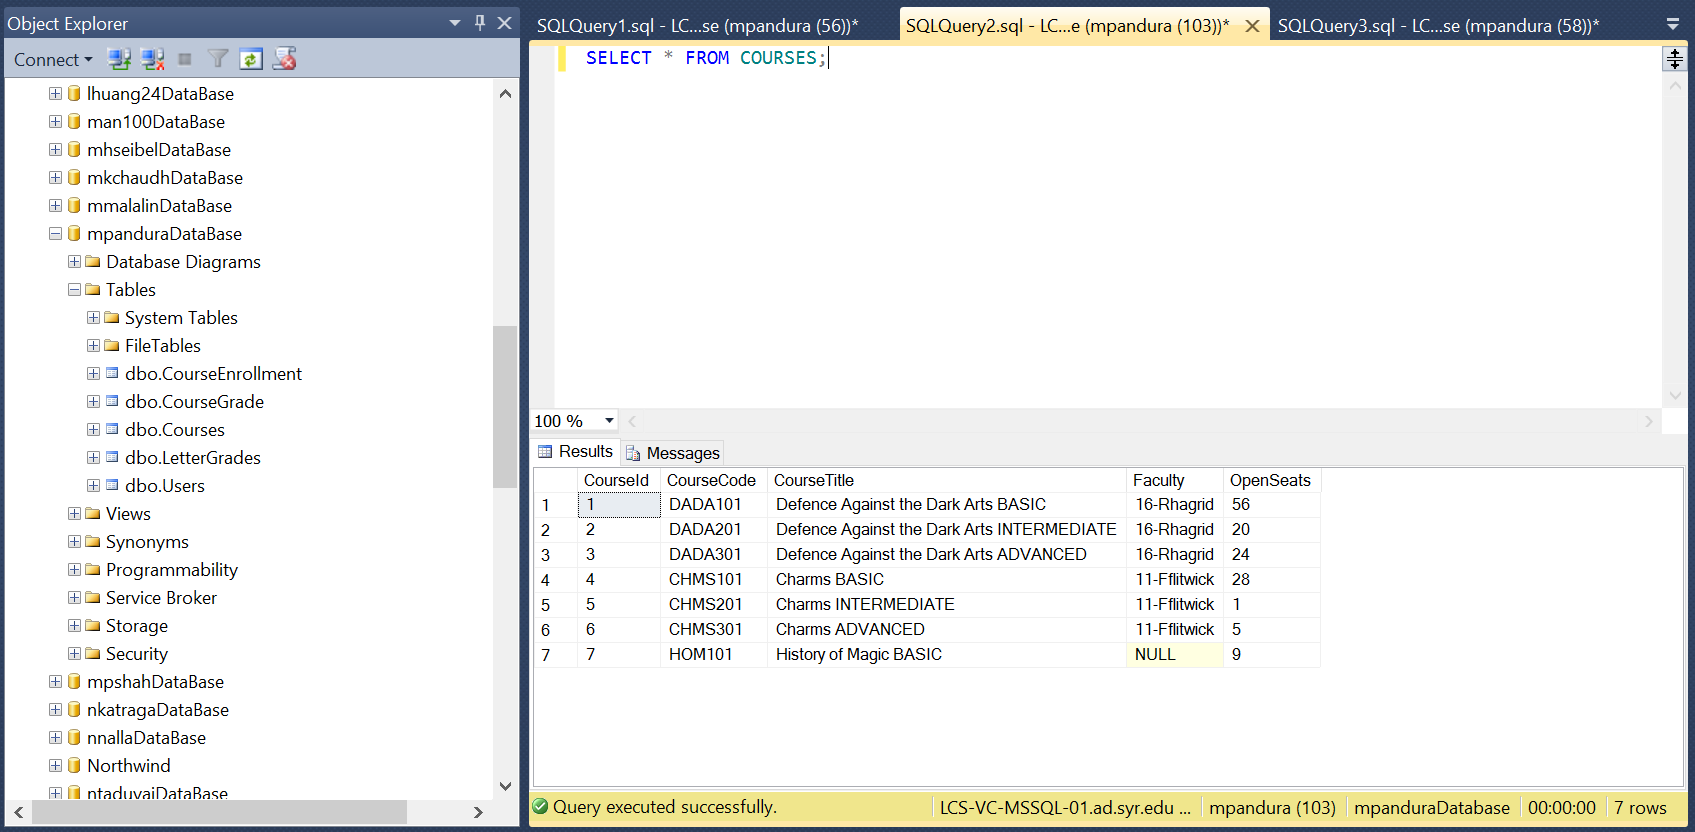 Object Explorer
Connect
lhuang24DataBase
man100DataBase
mhseibelDataBase
mkchaudhDataBase
mmalalinDataBase
mpanduraDataBase
Database Diagrams
Tables
System Tables
FileTables
dbo.CourseEnrollment
dbo.CourseGrade
dbo.Courses
dbo.LetterGrades
dbo.Users
Views
Synonyms
Programmability
Service Broker
Storage
Security
mpshahDataBase
nkatragaDataBase
nnallaDataBase
Northwind
ntaduvaiDataBase
SQLQuery1.sql - LC...se (mpandura (56))* SQLQuery2.sql - LC...e (mpandura (103))* SQLQuery3.sql - LC...se (mpandura (58))*
SELECT * FROM COURSES;
100 %
Results Messages
CourseId CourseCode CourseTitle Faculty OpenSeats
1 1 DADA101 Defence Against the Dark Arts BASIC 16-Rhagrid 56
2 2 DADA201 Defence Against the Dark Arts INTERMEDIATE 16-Rhagrid 20
3 3 DADA301 Defence Against the Dark Arts ADVANCED 16-Rhagrid 24
4 4 CHMS101 Charms BASIC 11-Fflitwick 28
5 5 CHMS201 Charms INTERMEDIATE 11-Fflitwick 1
6 6 CHMS301 Charms ADVANCED 11-Fflitwick 5
7 7 HOM101 History of Magic BASIC NULL 9
Query executed successfully. LCS-VC-MSSQL-01.ad.syr.edu ... mpandura (103) mpanduraDatabase 00:00:00 7 rows